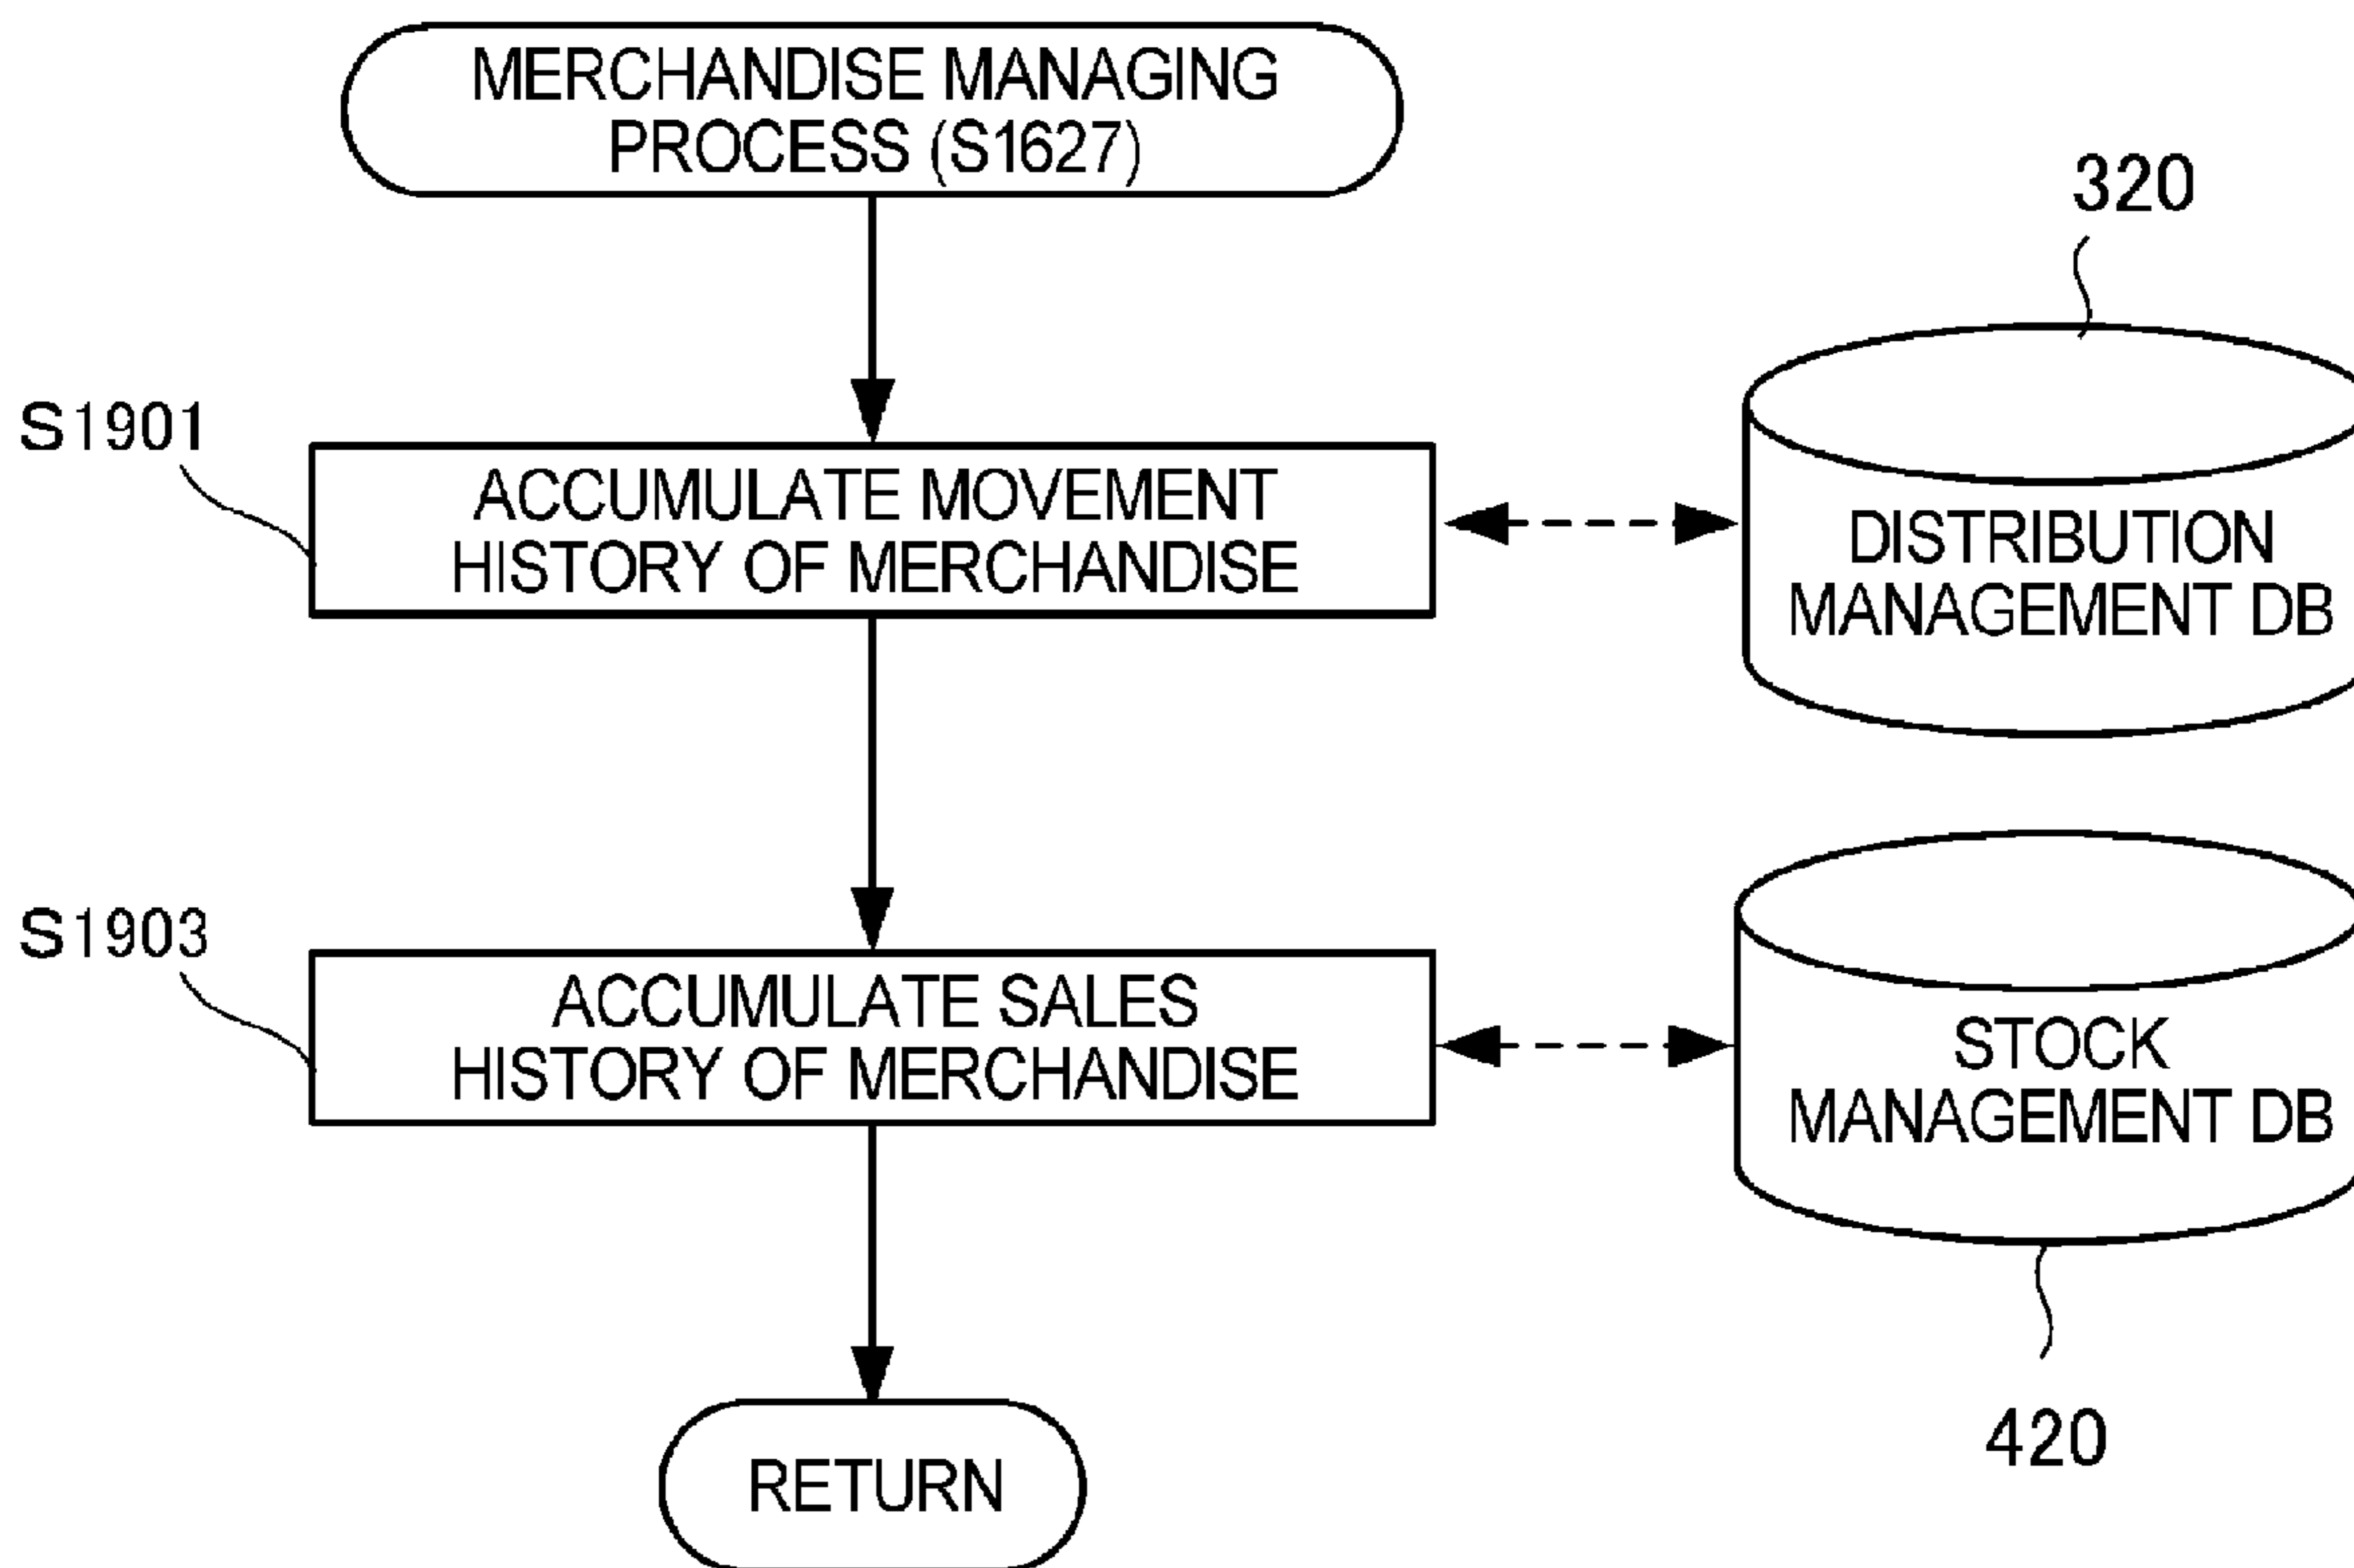 MERCHANDISE MANAGING
PROCESS (S1627)
320
S1901
ACCUMULATE MOVEMENT
HISTORY OF MERCHANDISE
DISTRIBUTION
MANAGEMENT DB
S1903
ACCUMULATE SALES
HISTORY OF MERCHANDISE
STOCK
MANAGEMENT DB
420
RETURN